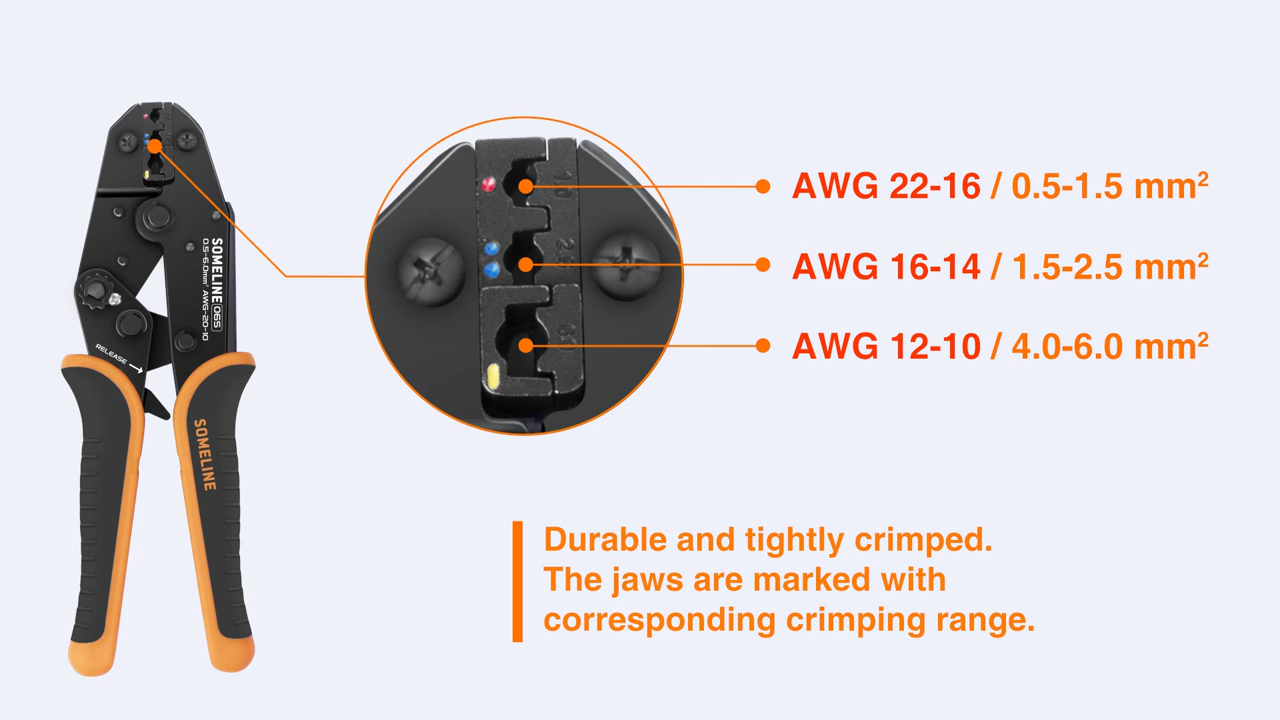 AWG 22-16 / 0.5-1.5 mm²
AWG 16-14 / 1.5-2.5 mm²
AWG 12-10 / 4.0-6.0 mm²
SOMELINE 06S
0.5-6.0mm² AWG-20-10
RELEASE
SOMELINE
Durable and tightly crimped.
The jaws are marked with
corresponding crimping range.